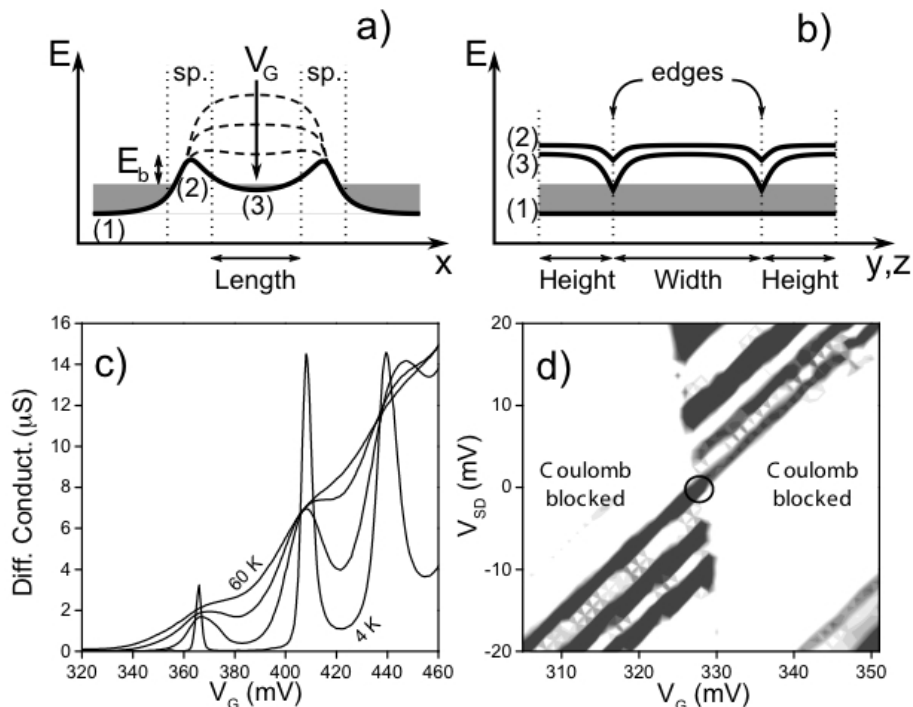 a)
E
sp.
V_G
sp.
E_b
(1)
(2)
(3)
Length
x
b)
E
edges
(2)
(3)
(1)
Height
Width
Height
y,z
c)
Diff. Conduct. (µS)
16
14
12
10
8
6
4
2
0
60 K
4 K
320 340 360 380 400 420 440 460
V_G (mV)
d)
V_SD (mV)
20
10
0
-10
-20
Coulomb
blocked
Coulomb
blocked
310 320 330 340 350
V_G (mV)